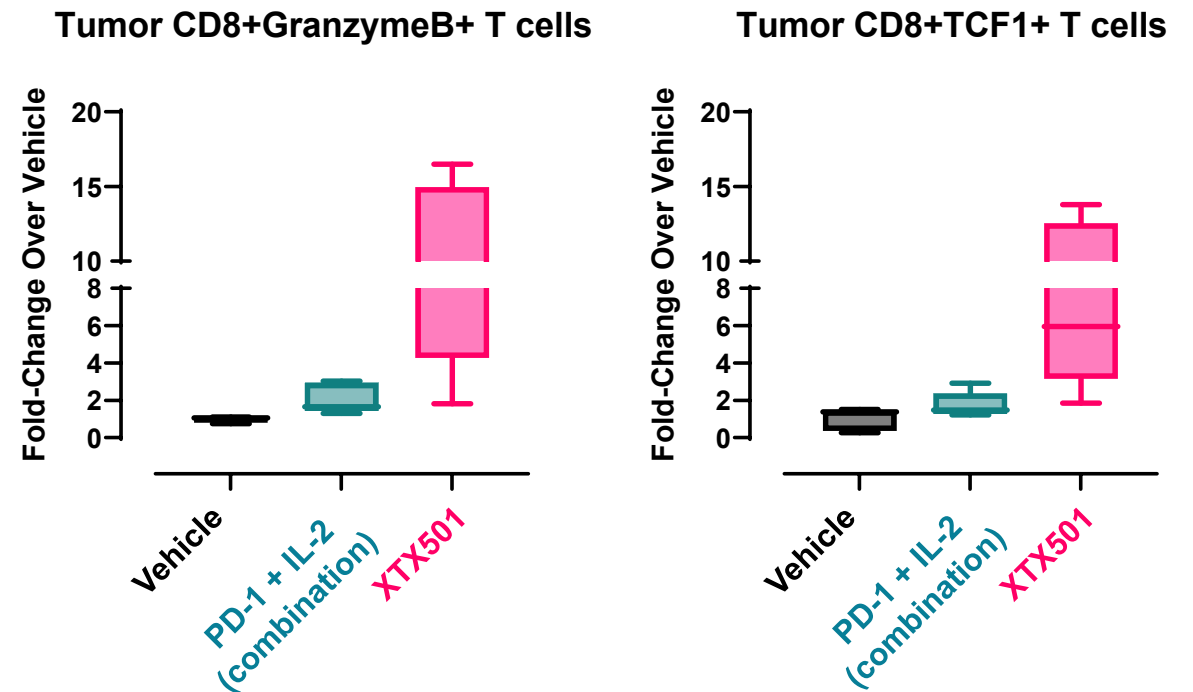 Tumor CD8+GranzymeB+ T cells
Fold-Change Over Vehicle
20
15
10
8
6
4
2
0
Vehicle
PD-1 + IL-2
(combination)
XTX501
Tumor CD8+TCF1+ T cells
Fold-Change Over Vehicle
20
15
10
8
6
4
2
0
Vehicle
PD-1 + IL-2
(combination)
XTX501